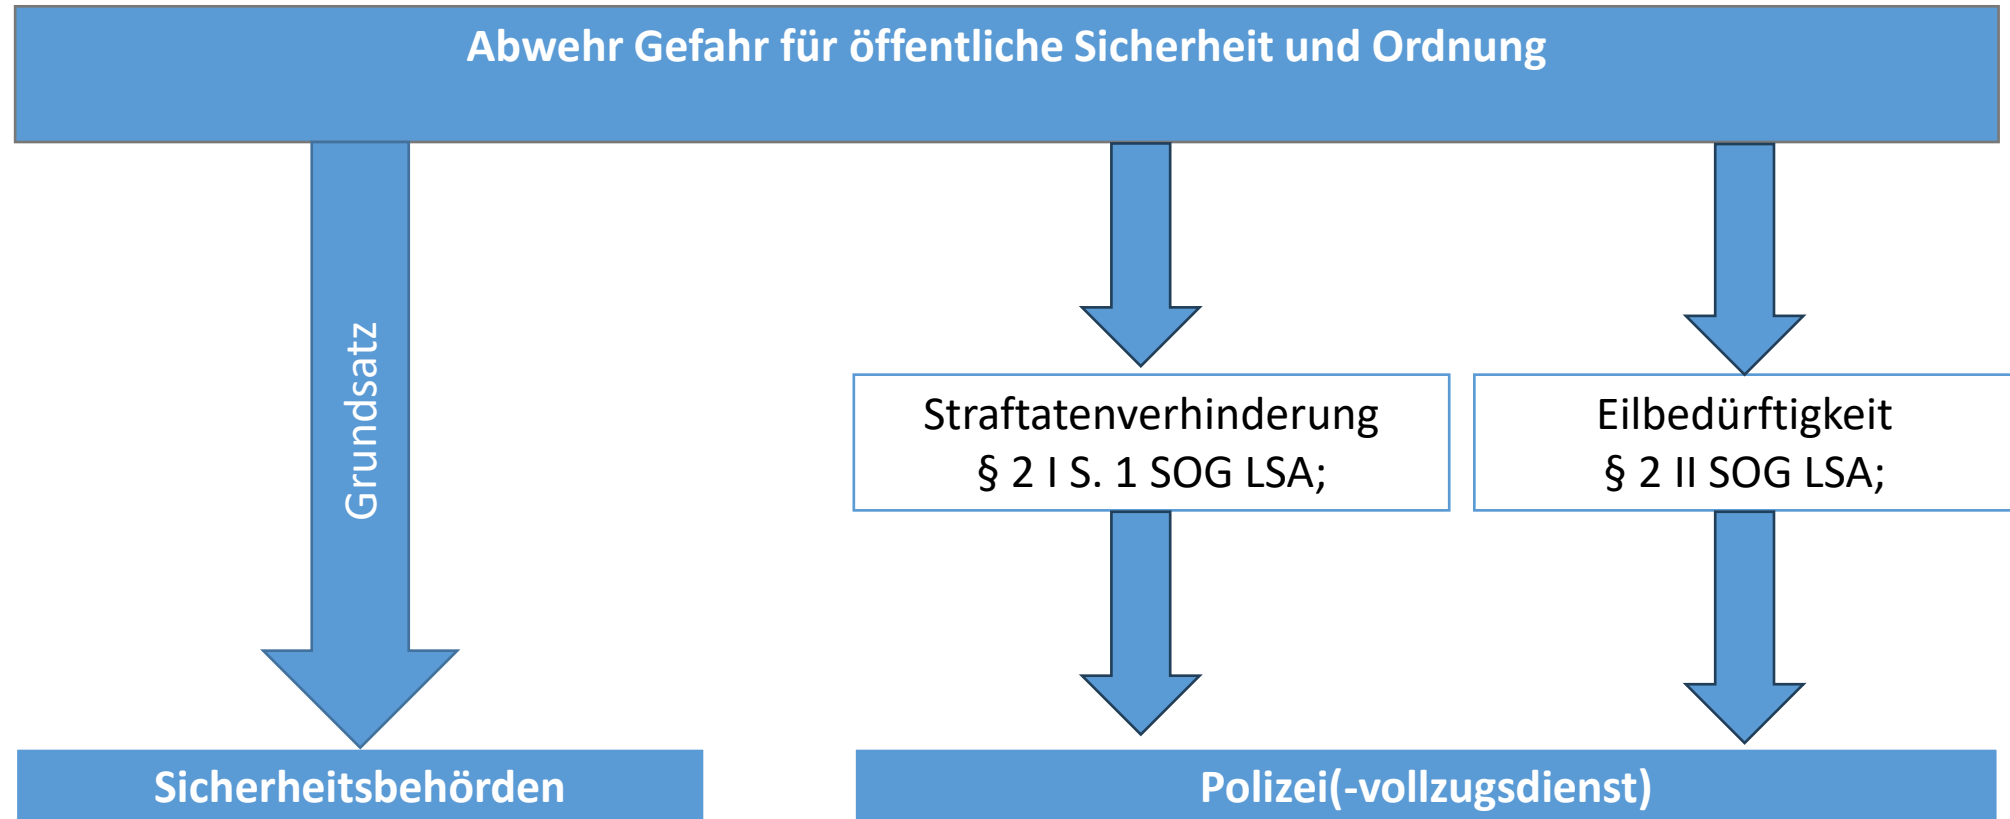 Abwehr Gefahr für öffentliche Sicherheit und Ordnung
Grundsatz
Straftatenverhinderung
§ 2 I S. 1 SOG LSA;
Eilbedürftigkeit
§ 2 II SOG LSA;
Sicherheitsbehörden
Polizei(-vollzugsdienst)